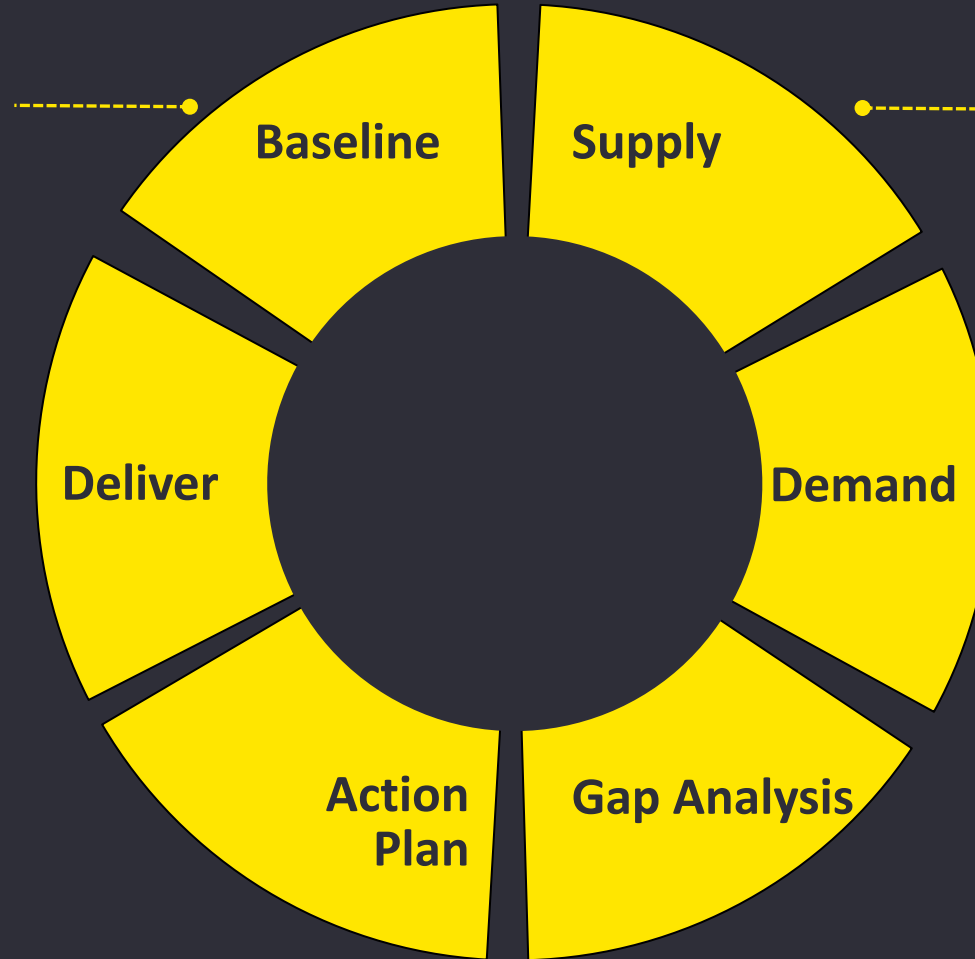 Baseline
Supply
Deliver
Demand
Action
Plan
Gap Analysis